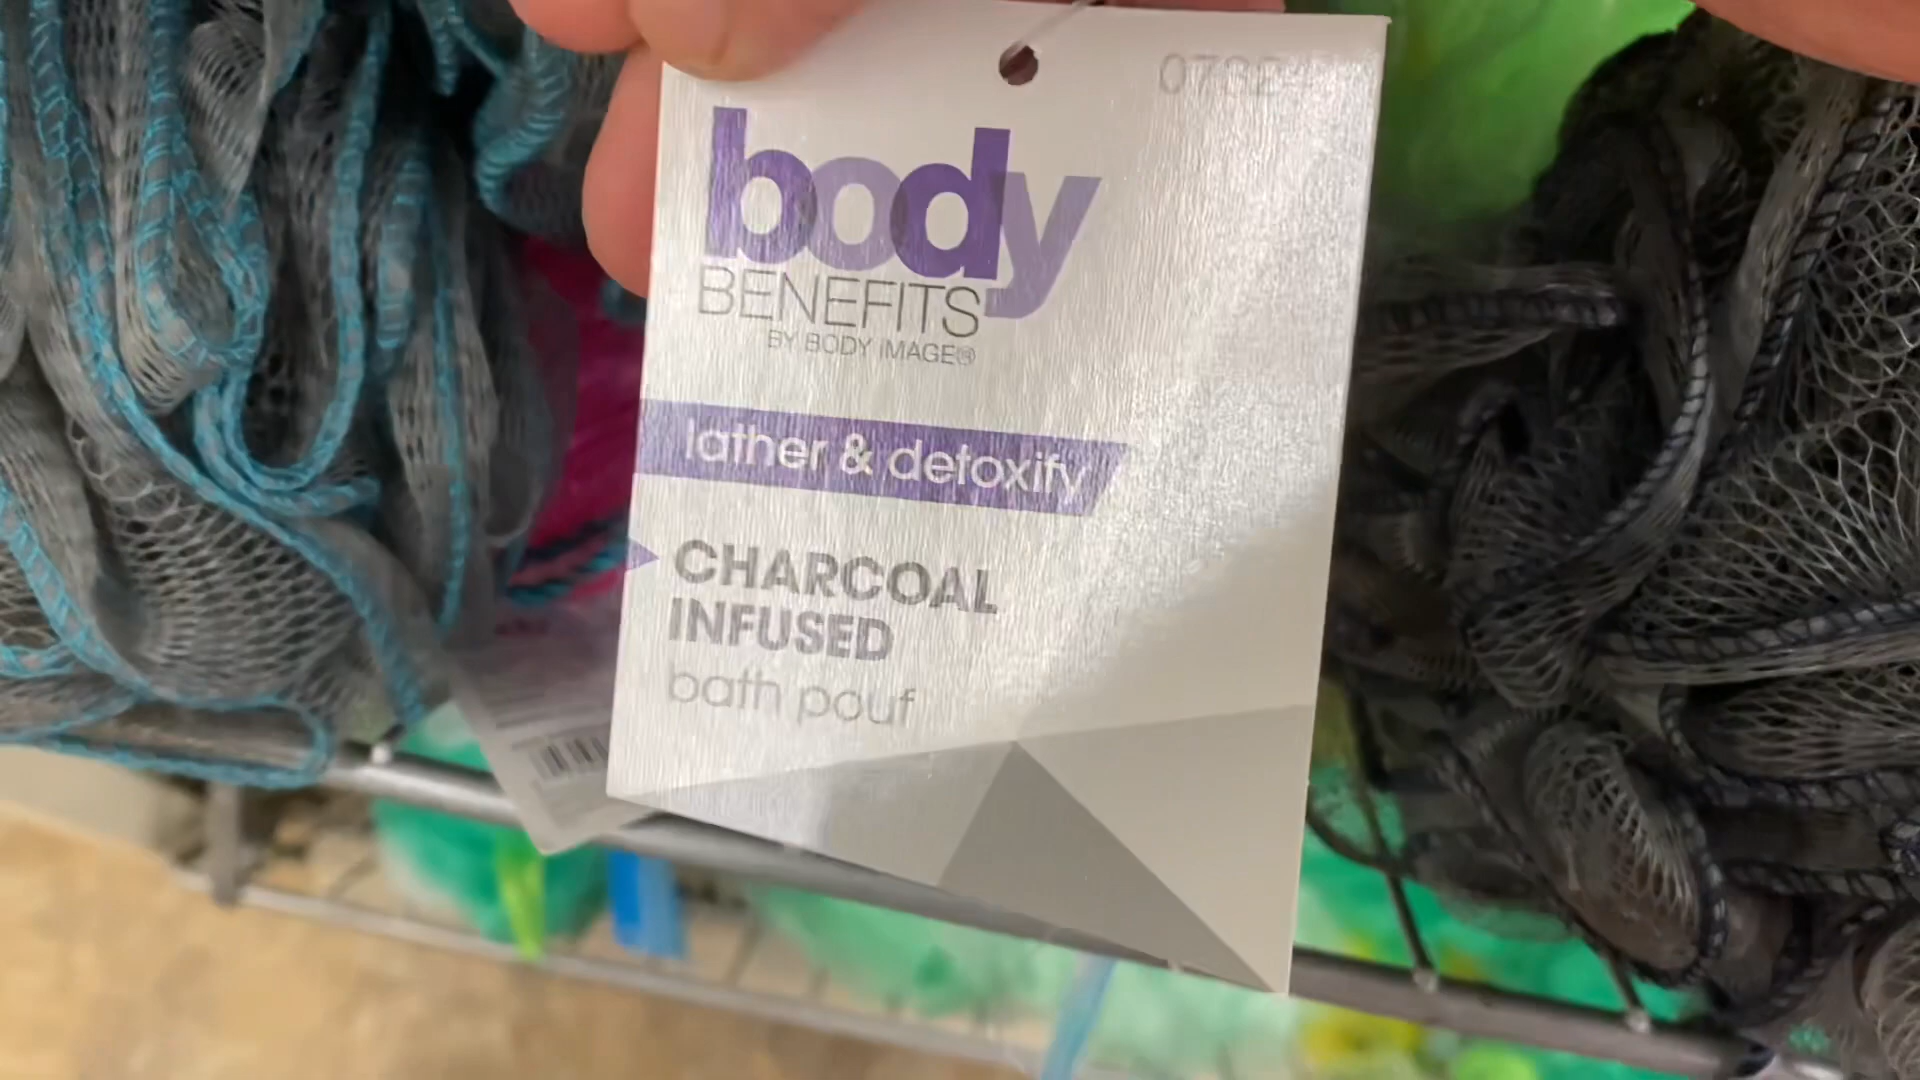 body
BENEFITS
BY BODY IMAGE®
lather & detoxify
CHARCOAL
INFUSED
bath pouf